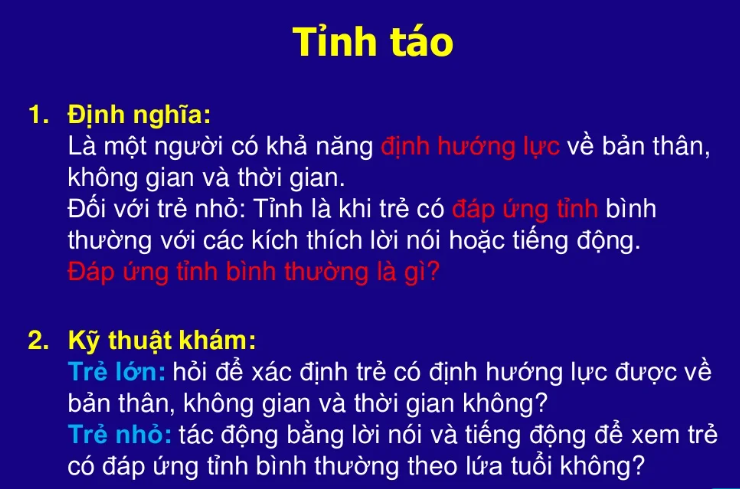 Tỉnh táo
1. Định nghĩa:
Là một người có khả năng định hướng lực về bản thân,
không gian và thời gian.
Đối với trẻ nhỏ: Tỉnh là khi trẻ có đáp ứng tỉnh bình
thường với các kích thích lời nói hoặc tiếng động.
Đáp ứng tỉnh bình thường là gì?
2. Kỹ thuật khám:
Trẻ lớn: hỏi để xác định trẻ có định hướng lực được về
bản thân, không gian và thời gian không?
Trẻ nhỏ: tác động bằng lời nói và tiếng động để xem trẻ
có đáp ứng tỉnh bình thường theo lứa tuổi không?